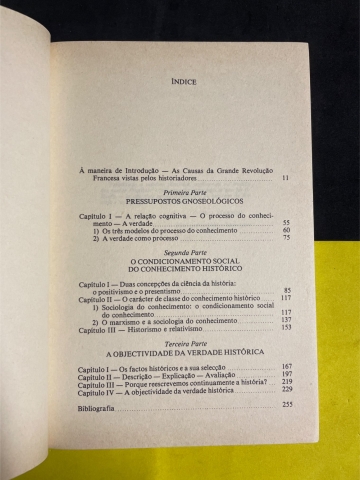 ÍNDICE
À maneira de Introdução — As Causas da Grande Revolução
Francesa vistas pelos historiadores ........ 11
Primeira Parte
PRESSUPOSTOS GNOSEOLÓGICOS
Capítulo I — A relação cognitiva — O processo do conheci-
mento — A verdade ........ 55
1) Os três modelos do processo do conhecimento ........ 60
2) A verdade como processo ........ 75
Segunda Parte
O CONDICIONAMENTO SOCIAL
DO CONHECIMENTO HISTÓRICO
Capítulo I — Duas concepções da ciência da história:
o positivismo e o presentismo ........ 85
Capítulo II — O carácter de classe do conhecimento histórico ........ 117
1) Sociologia do conhecimento: o condicionamento social
do conhecimento ........ 117
2) O marxismo e a sociologia do conhecimento ........ 137
Capítulo III — Historismo e relativismo ........ 153
Terceira Parte
A OBJECTIVIDADE DA VERDADE HISTÓRICA
Capítulo I — Os factos históricos e a sua selecção ........ 167
Capítulo II — Descrição — Explicação — Avaliação ........ 197
Capítulo III — Porque reescrevemos continuamente a história? ........ 219
Capítulo IV — A objectividade da verdade histórica ........ 229
Bibliografia ........ 255